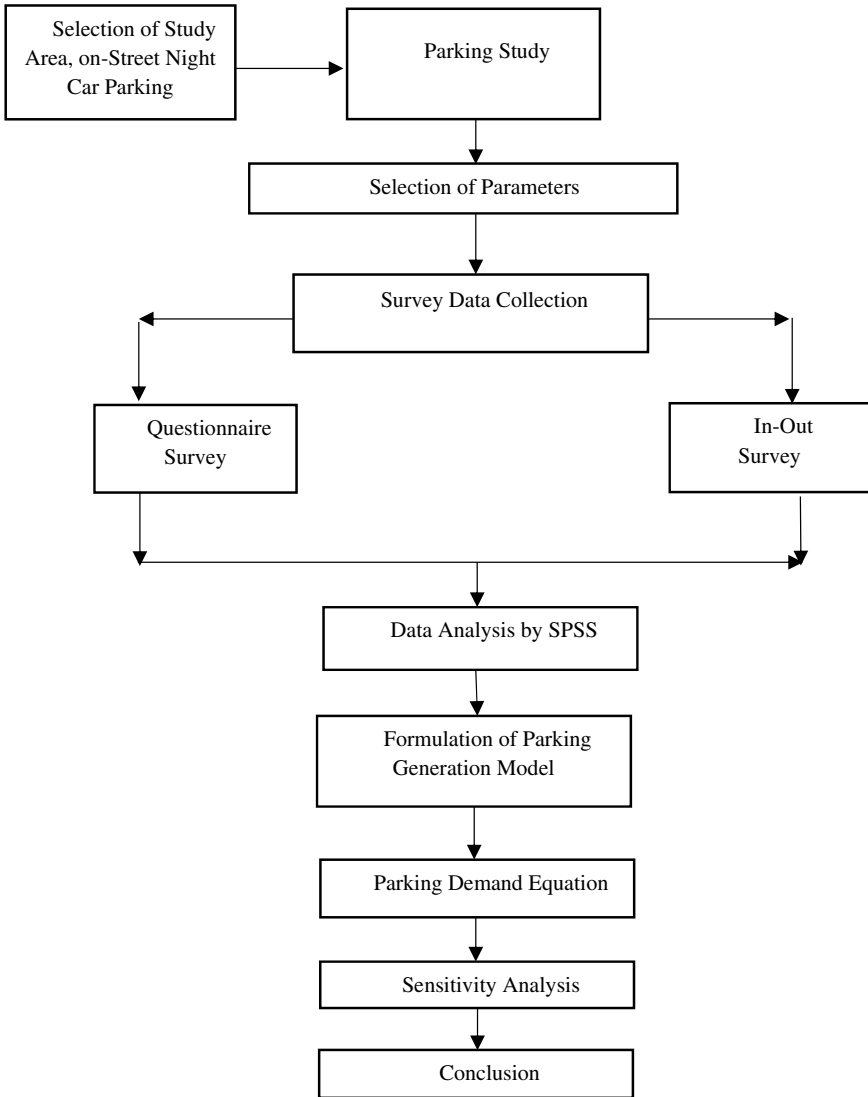 Selection of Study
Area, on-Street Night
Car Parking
Parking Study
Selection of Parameters
Survey Data Collection
Questionnaire
Survey
In-Out
Survey
Data Analysis by SPSS
Formulation of Parking
Generation Model
Parking Demand Equation
Sensitivity Analysis
Conclusion